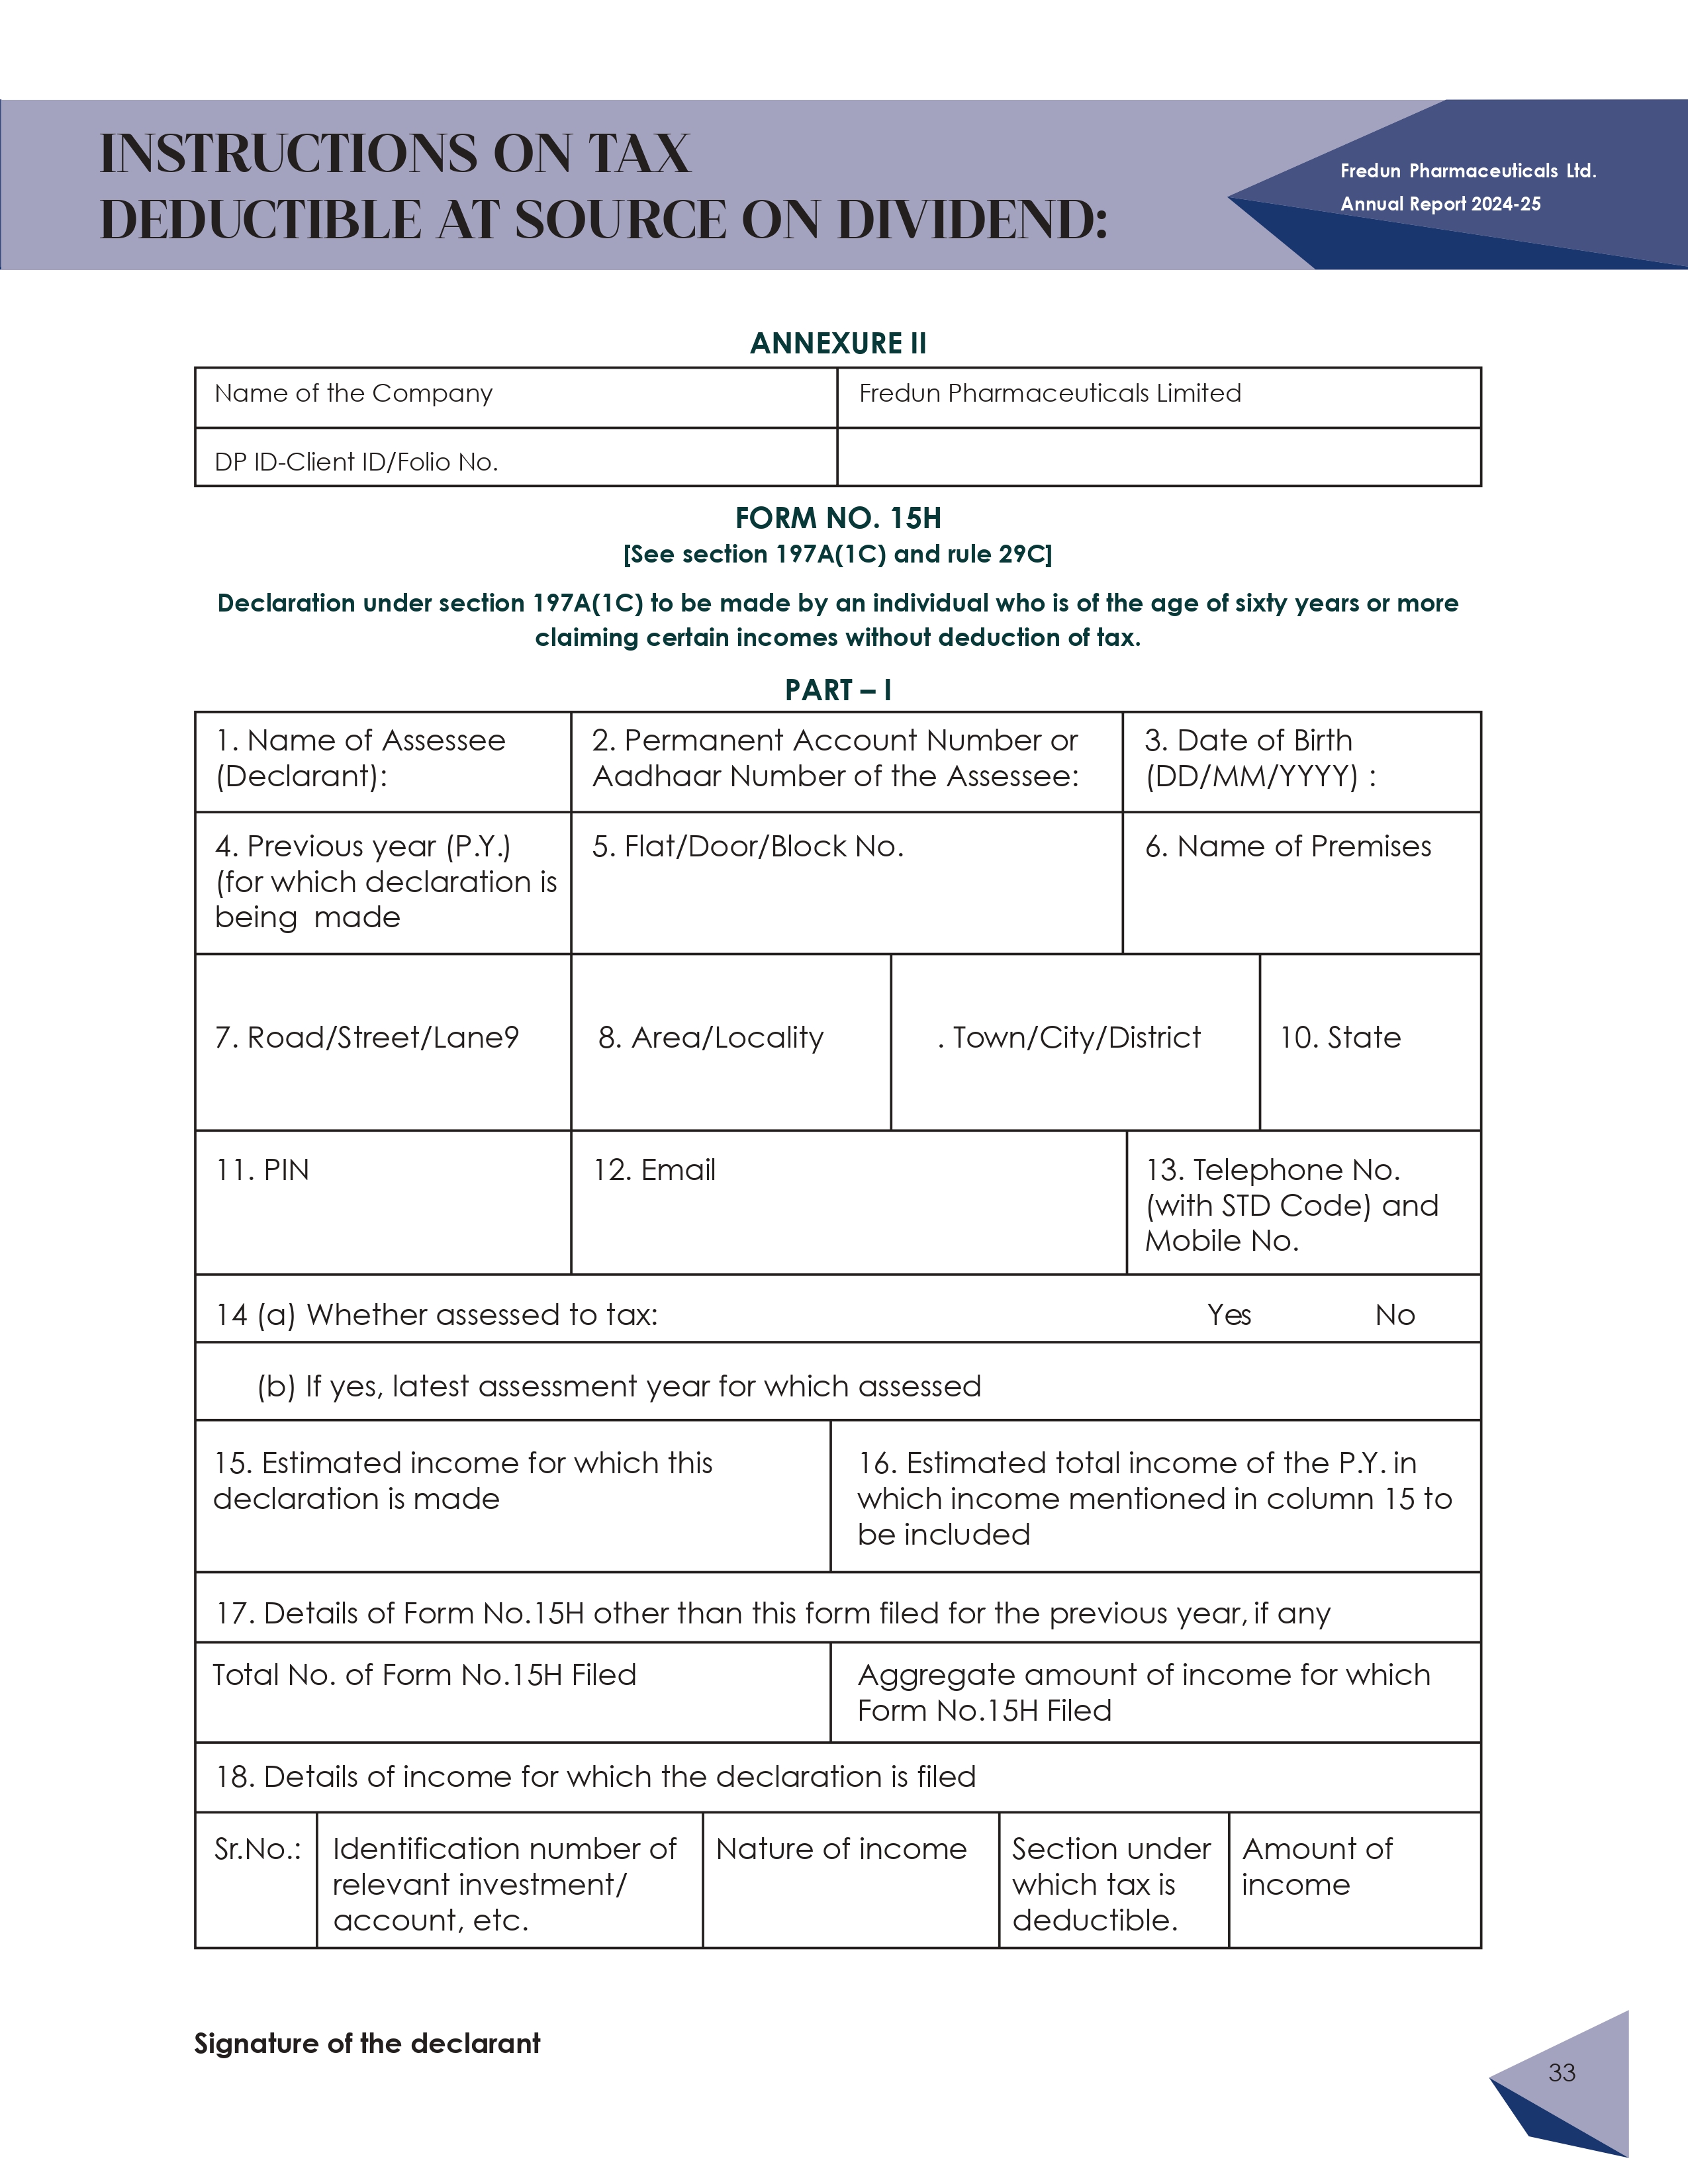 INSTRUCTIONS ON TAX
DEDUCTIBLE AT SOURCE ON DIVIDEND:
Fredun Pharmaceuticals Ltd.
Annual Report 2024-25
ANNEXURE II
Name of the Company
Fredun Pharmaceuticals Limited
DP ID-Client ID/Folio No.
FORM NO. 15H
[See section 197A(1C) and rule 29C]
Declaration under section 197A(1C) to be made by an individual who is of the age of sixty years or more
claiming certain incomes without deduction of tax.
PART – I
1. Name of Assessee
(Declarant):
2. Permanent Account Number or
Aadhaar Number of the Assessee:
3. Date of Birth
(DD/MM/YYYY) :
4. Previous year (P.Y.)
(for which declaration is
being made
5. Flat/Door/Block No.
6. Name of Premises
7. Road/Street/Lane9
8. Area/Locality
. Town/City/District
10. State
11. PIN
12. Email
13. Telephone No.
(with STD Code) and
Mobile No.
14 (a) Whether assessed to tax: Yes No
(b) If yes, latest assessment year for which assessed
15. Estimated income for which this
declaration is made
16. Estimated total income of the P.Y. in
which income mentioned in column 15 to
be included
17. Details of Form No.15H other than this form filed for the previous year, if any
Total No. of Form No.15H Filed
Aggregate amount of income for which
Form No.15H Filed
18. Details of income for which the declaration is filed
Sr.No.:
Identification number of
relevant investment/
account, etc.
Nature of income
Section under
which tax is
deductible.
Amount of
income
Signature of the declarant
33